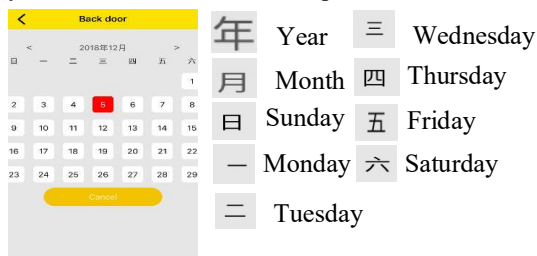 < Back door
< 2018年12月 >
日 一 二 三 四 五 六
1
2 3 4 5 6 7 8
9 10 11 12 13 14 15
16 17 18 19 20 21 22
23 24 25 26 27 28 29
Cancel
年 Year 三 Wednesday
月 Month 四 Thursday
日 Sunday 五 Friday
一 Monday 六 Saturday
二 Tuesday